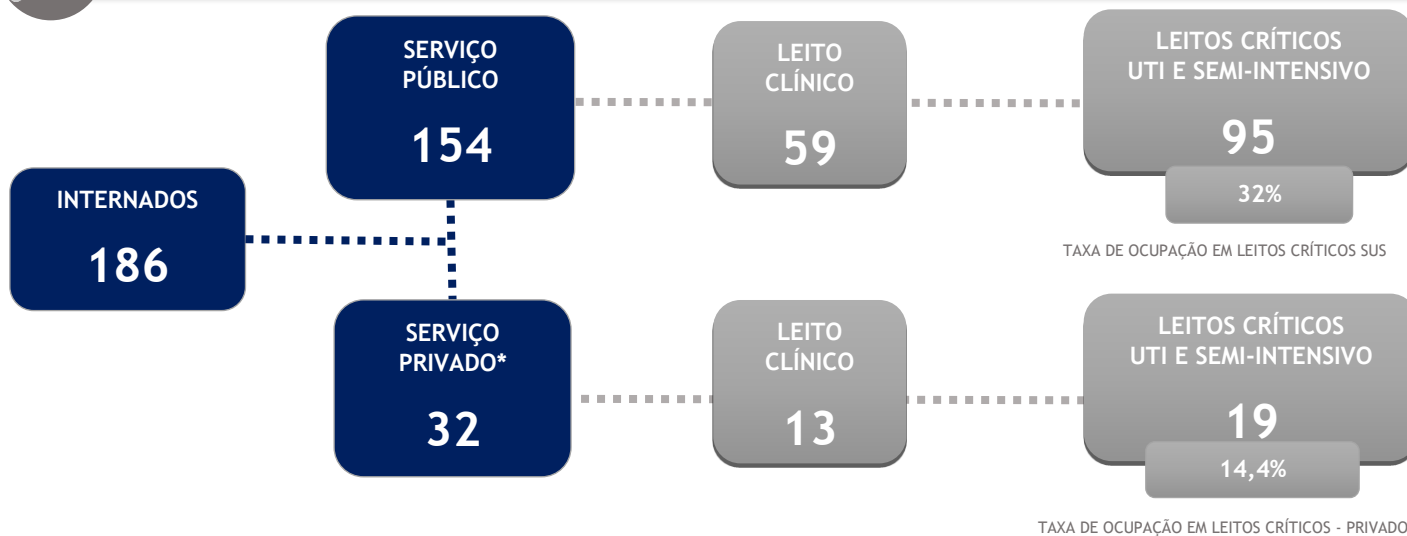 INTERNADOS
186
SERVIÇO
PÚBLICO
154
LEITO
CLÍNICO
59
LEITOS CRÍTICOS
UTI E SEMI-INTENSIVO
95
32%
TAXA DE OCUPAÇÃO EM LEITOS CRÍTICOS SUS
SERVIÇO
PRIVADO*
32
LEITO
CLÍNICO
13
LEITOS CRÍTICOS
UTI E SEMI-INTENSIVO
19
14,4%
TAXA DE OCUPAÇÃO EM LEITOS CRÍTICOS - PRIVADO